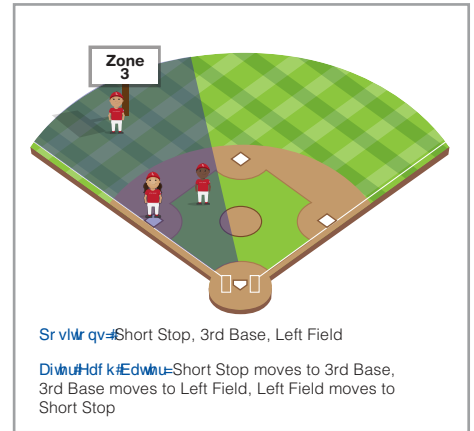 Zone
3
Sr vlwlr qv=#Short Stop, 3rd Base, Left Field
Diwhu#Hdf k#Edwwhu=Short Stop moves to 3rd Base,
3rd Base moves to Left Field, Left Field moves to
Short Stop